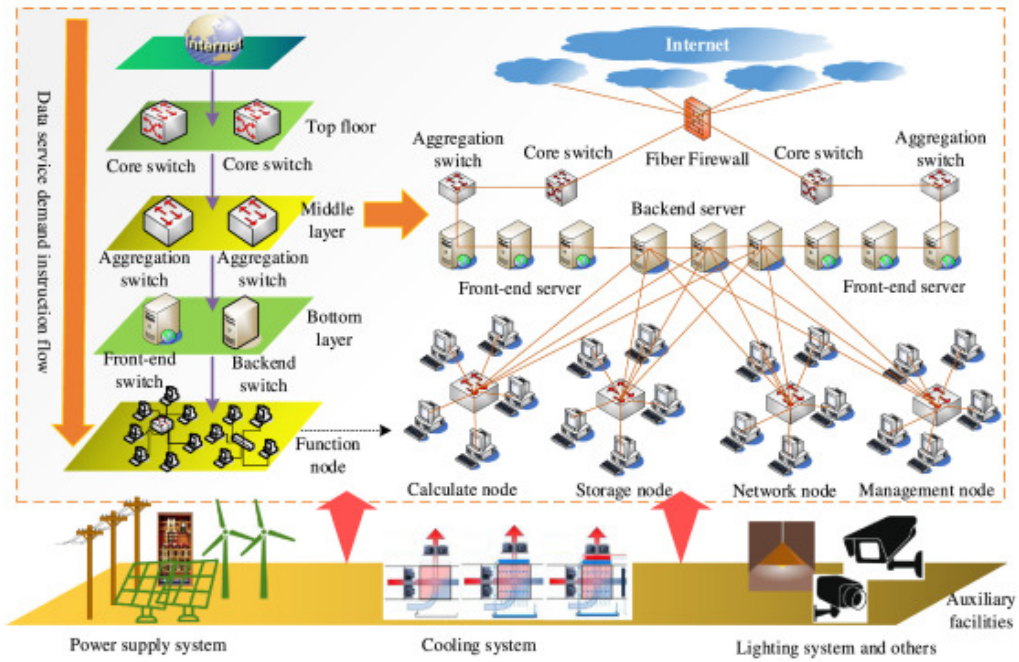 Data service demand instruction flow
Internet
Top floor
Core switch
Core switch
Middle
layer
Aggregation
switch
Aggregation
switch
Bottom
layer
Front-end
switch
Backend
switch
Function
node
Internet
Aggregation
switch
Core switch
Fiber Firewall
Core switch
Aggregation
switch
Backend server
Front-end server
Front-end server
Calculate node
Storage node
Network node
Management node
Auxiliary
facilities
Power supply system
Cooling system
Lighting system and others